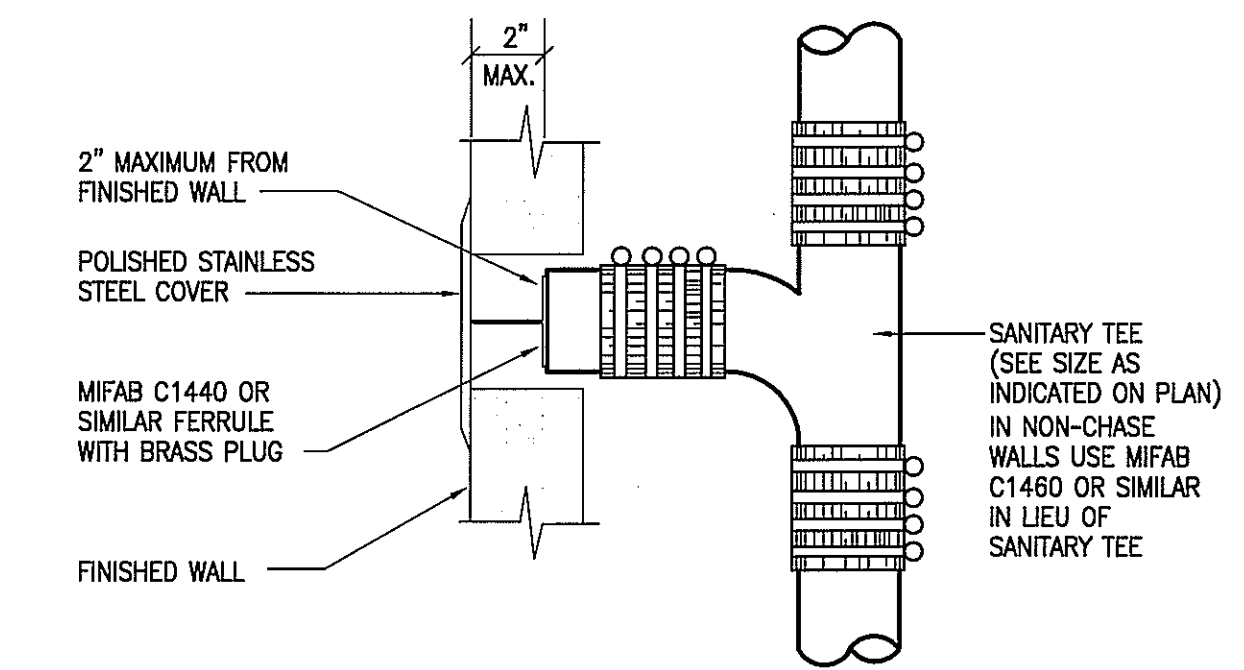 2"
MAX.
2" MAXIMUM FROM
FINISHED WALL
POLISHED STAINLESS
STEEL COVER
MIFAB C1440 OR
SIMILAR FERRULE
WITH BRASS PLUG
FINISHED WALL
SANITARY TEE
(SEE SIZE AS
INDICATED ON PLAN)
IN NON-CHASE
WALLS USE MIFAB
C1460 OR SIMILAR
IN LIEU OF
SANITARY TEE